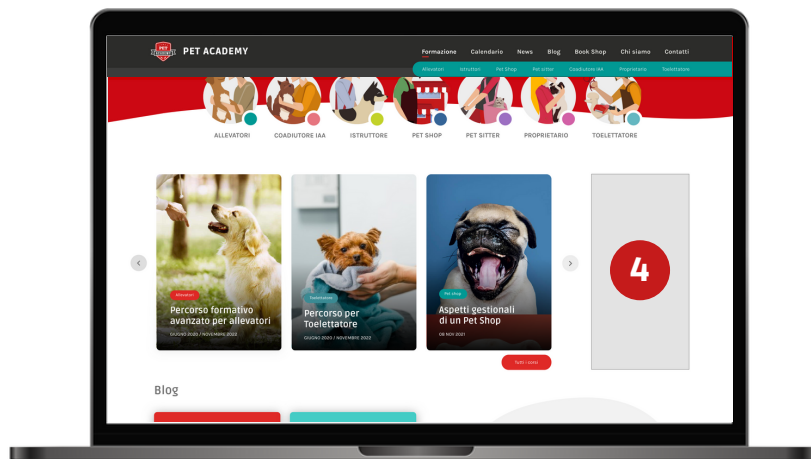 PET ACADEMY
Formazione Calendario News Blog Book Shop Chi siamo Contatti
Allevatori Istruttori Pet Shop Pet sitter Coadiutore IAA Proprietario Toelettatore
ALLEVATORI COADIUTORE IAA ISTRUTTORE PET SHOP PET SITTER PROPRIETARIO TOELETTATORE
Allevatori
Percorso formativo
avanzato per allevatori
GIUGNO 2020 / NOVEMBRE 2022
Toelettatore
Percorso per
Toelettatore
GIUGNO 2020 / NOVEMBRE 2022
Pet shop
Aspetti gestionali
di un Pet Shop
08 NOV 2021
4
Tutti i corsi
Blog